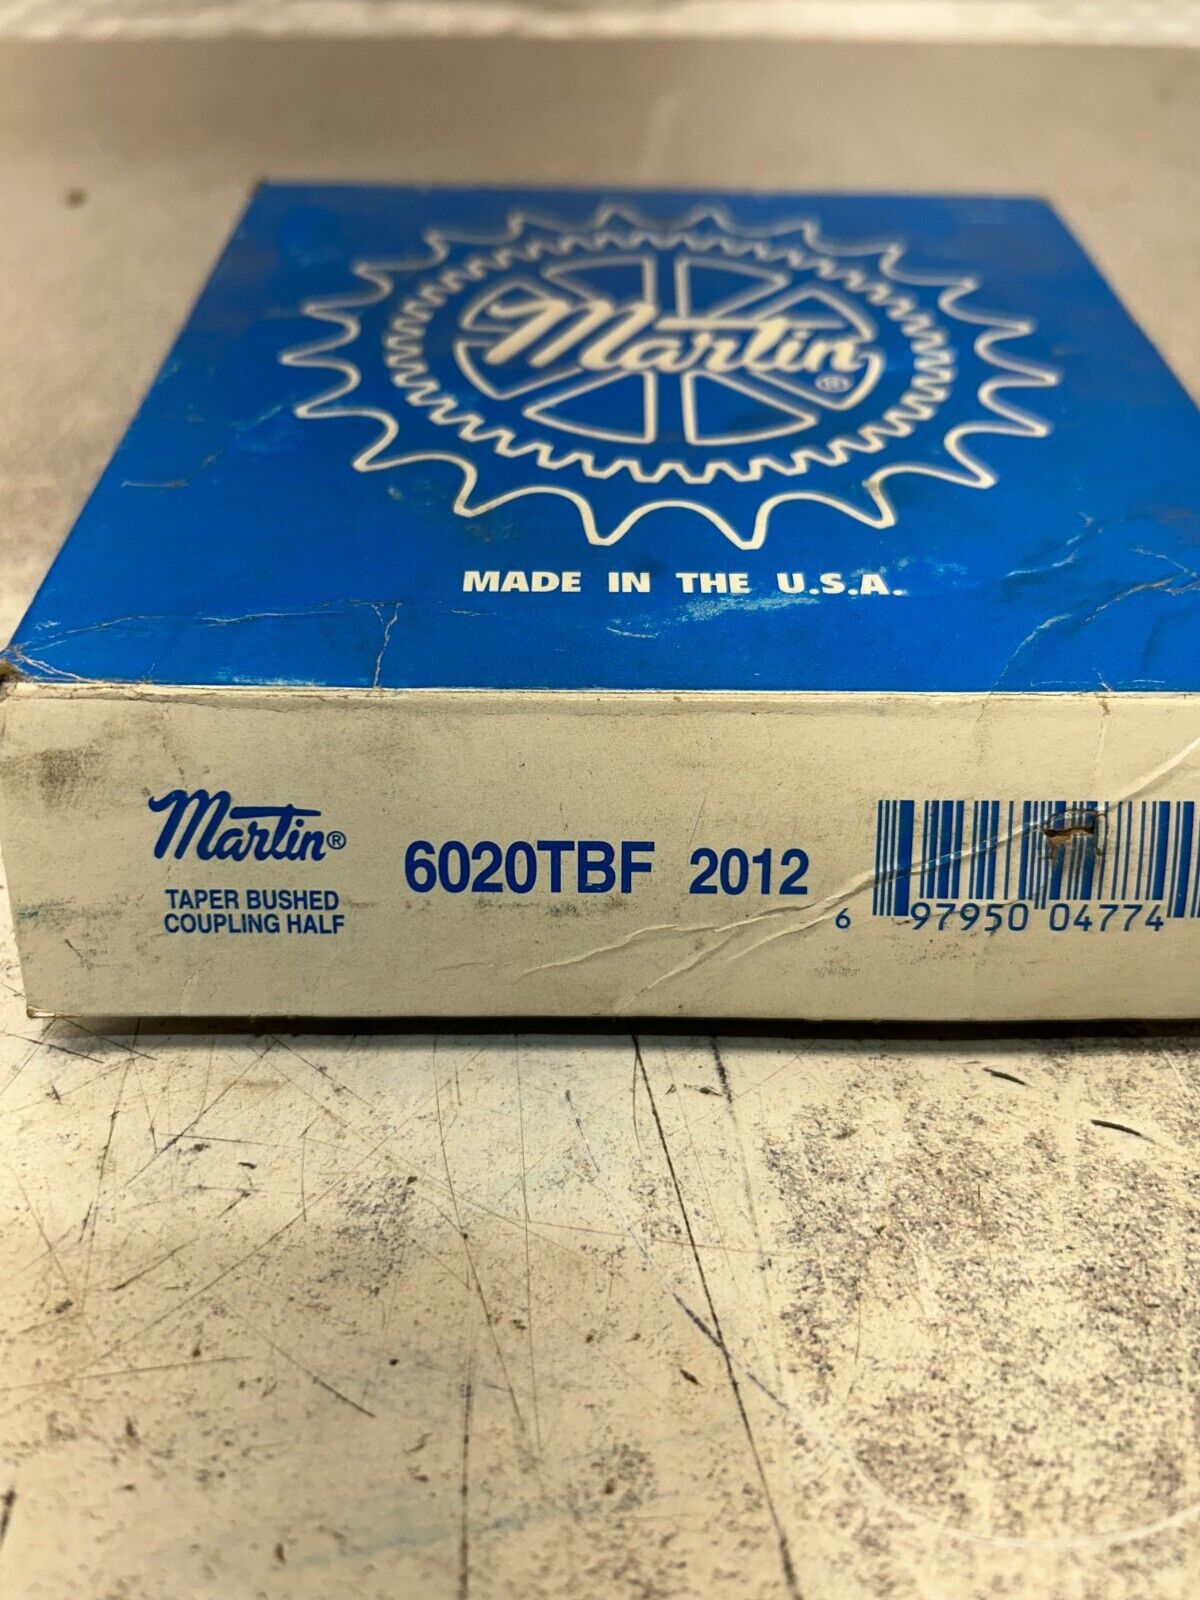 Martin ®
MADE IN THE U.S.A.
Martin®
TAPER BUSHED
COUPLING HALF
6020TBF 2012
6 97950 04774